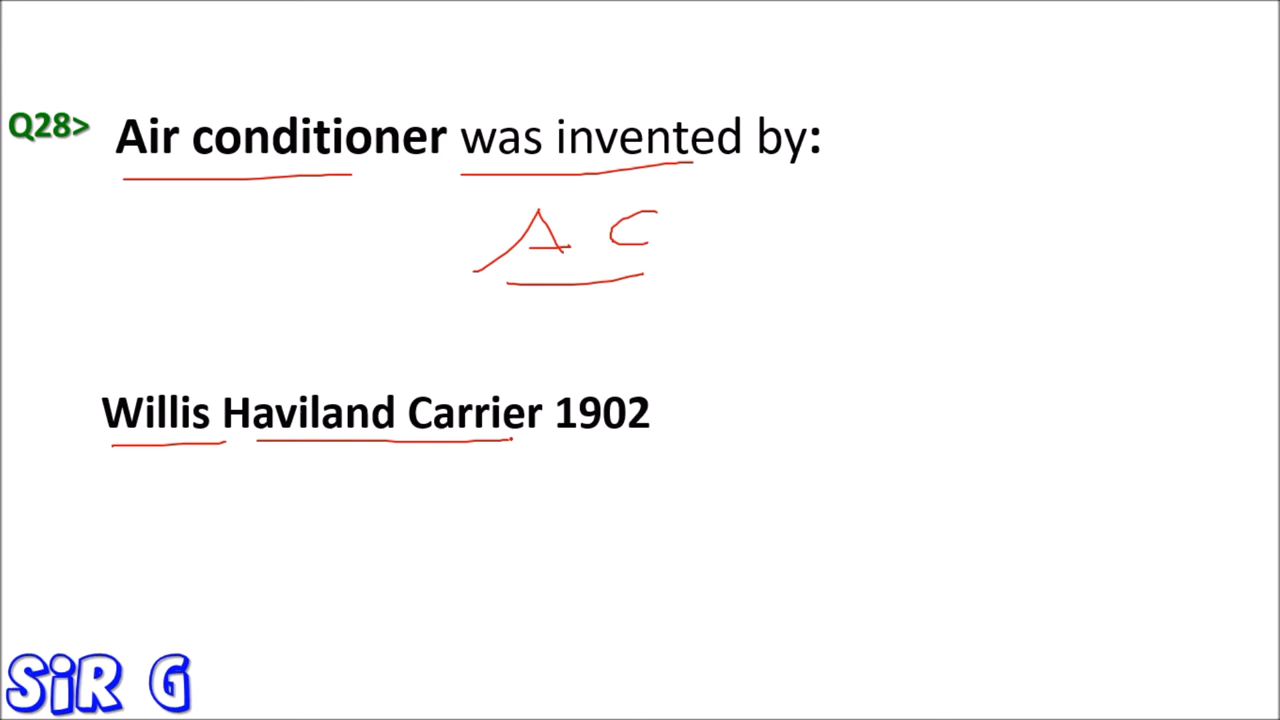 Q28> Air conditioner was invented by:
A C
Willis Haviland Carrier 1902
SiR G